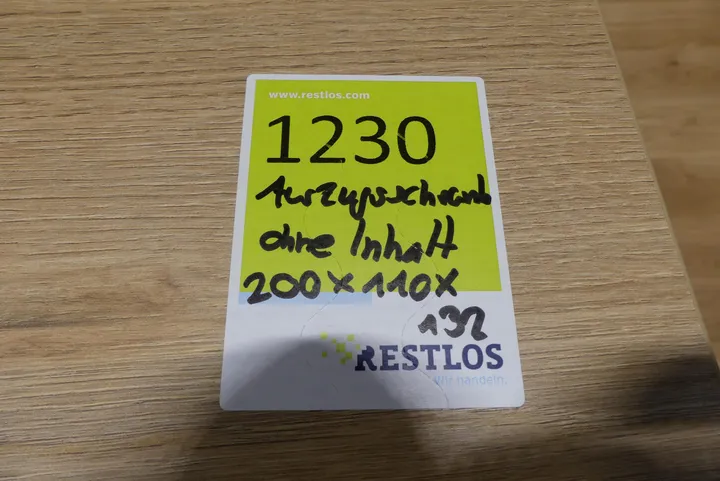 www.restlos.com
1230
Auszugsschrank
ohne Inhalt
200x110x
132
RESTLOS
Wir handeln.